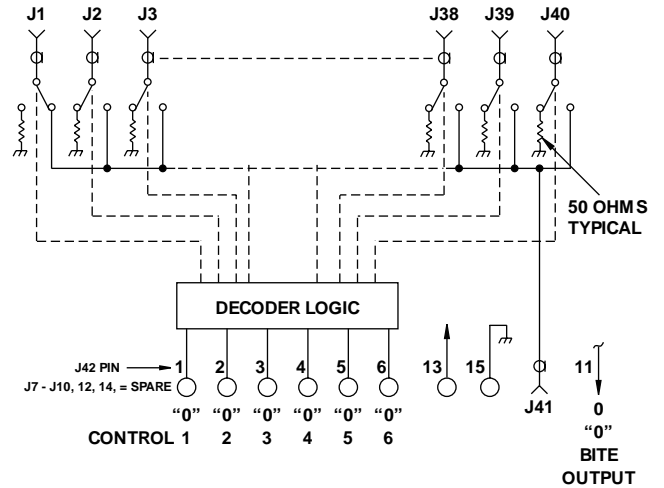 J1 J2 J3 J38 J39 J40
50 OHMS
TYPICAL
DECODER LOGIC
J42 PIN 1 2 3 4 5 6 13 15 11
J7 - J10, 12, 14, = SPARE
J41
"0" "0" "0" "0" "0" "0"
CONTROL 1 2 3 4 5 6
0
"0"
BITE
OUTPUT